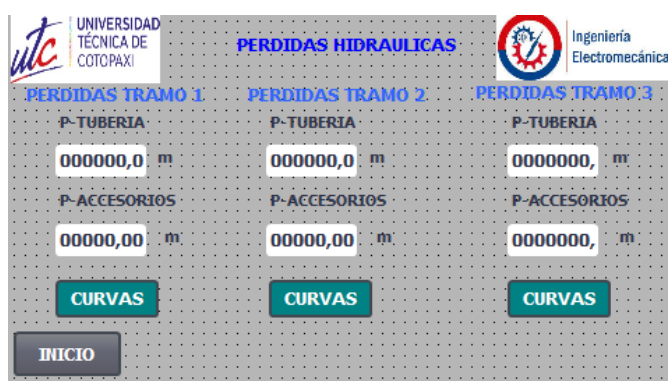 utc
UNIVERSIDAD
TÉCNICA DE
COTOPAXI
PERDIDAS HIDRAULICAS
Ingeniería
Electromecánica
PERDIDAS TRAMO 1
PERDIDAS TRAMO 2
PERDIDAS TRAMO 3
P-TUBERIA
P-TUBERIA
P-TUBERIA
000000,0 m
000000,0 m
0000000, m
P-ACCESORIOS
P-ACCESORIOS
P-ACCESORIOS
00000,00 m
00000,00 m
0000000, m
CURVAS
CURVAS
CURVAS
INICIO